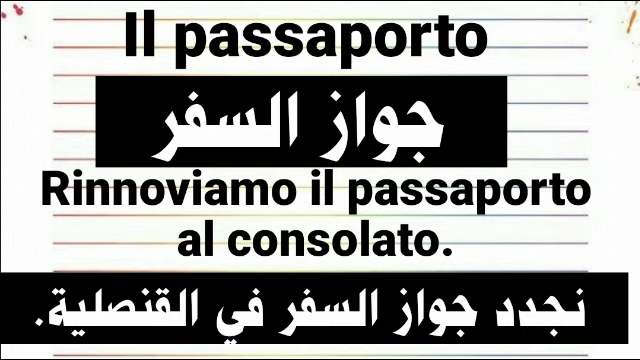 Il passaporto
جواز السفر
Rinnoviamo il passaporto
al consolato.
نجدد جواز السفر في القنصلية.